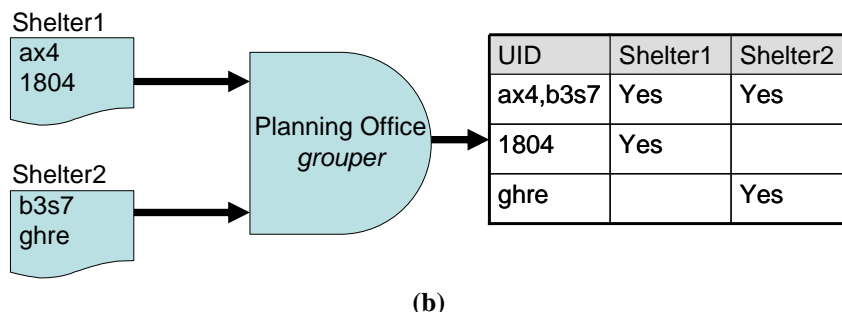 Shelter1
ax4
1804
Shelter2
b3s7
ghre
Planning Office
grouper
UID Shelter1 Shelter2
ax4,b3s7 Yes Yes
1804 Yes
ghre Yes
(b)